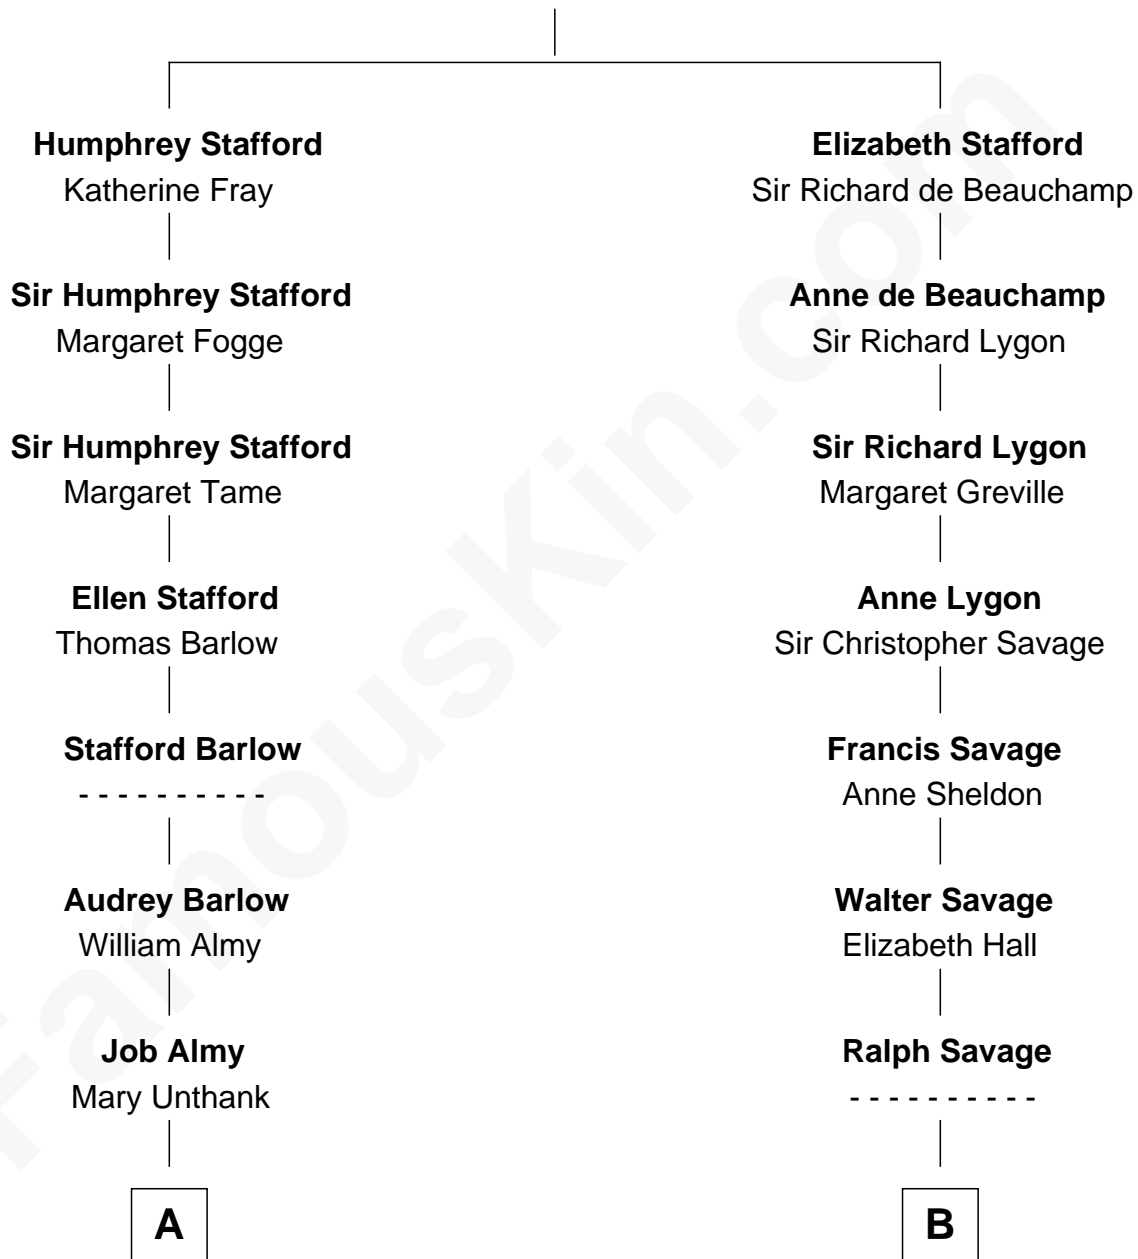 Humphrey Stafford
Katherine Fray
Sir Humphrey Stafford
Margaret Fogge
Sir Humphrey Stafford
Margaret Tame
Ellen Stafford
Thomas Barlow
Stafford Barlow
- - - - - - - - - -
Audrey Barlow
William Almy
Job Almy
Mary Unthank
A
Elizabeth Stafford
Sir Richard de Beauchamp
Anne de Beauchamp
Sir Richard Lygon
Sir Richard Lygon
Margaret Greville
Anne Lygon
Sir Christopher Savage
Francis Savage
Anne Sheldon
Walter Savage
Elizabeth Hall
Ralph Savage
- - - - - - - - - -
B
FamousKin.com